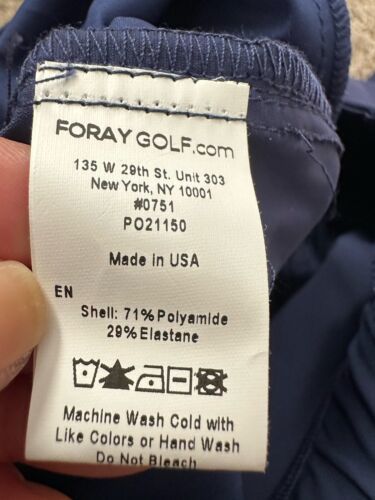 FORAYGOLF.com
135 W 29th St. Unit 303
New York, NY 10001
#0751
PO21150
Made in USA
EN
Shell: 71% Polyamide
29% Elastane
Machine Wash Cold with
Like Colors or Hand Wash
Do Not Bleach